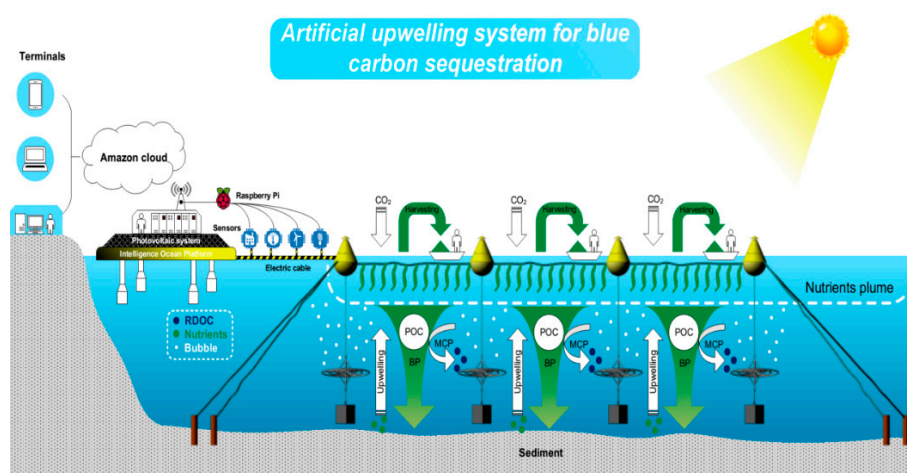 Artificial upwelling system for blue
carbon sequestration
Terminals
Amazon cloud
Raspberry Pi
Sensors
Photovoltaic system
Intelligence Ocean Platform
Electric cable
CO₂
Harvesting
CO₂
Harvesting
CO₂
Harvesting
Nutrients plume
RDOC
Nutrients
Bubble
POC
MCP
BP
Upwelling
POC
MCP
BP
Upwelling
POC
MCP
BP
Upwelling
Sediment